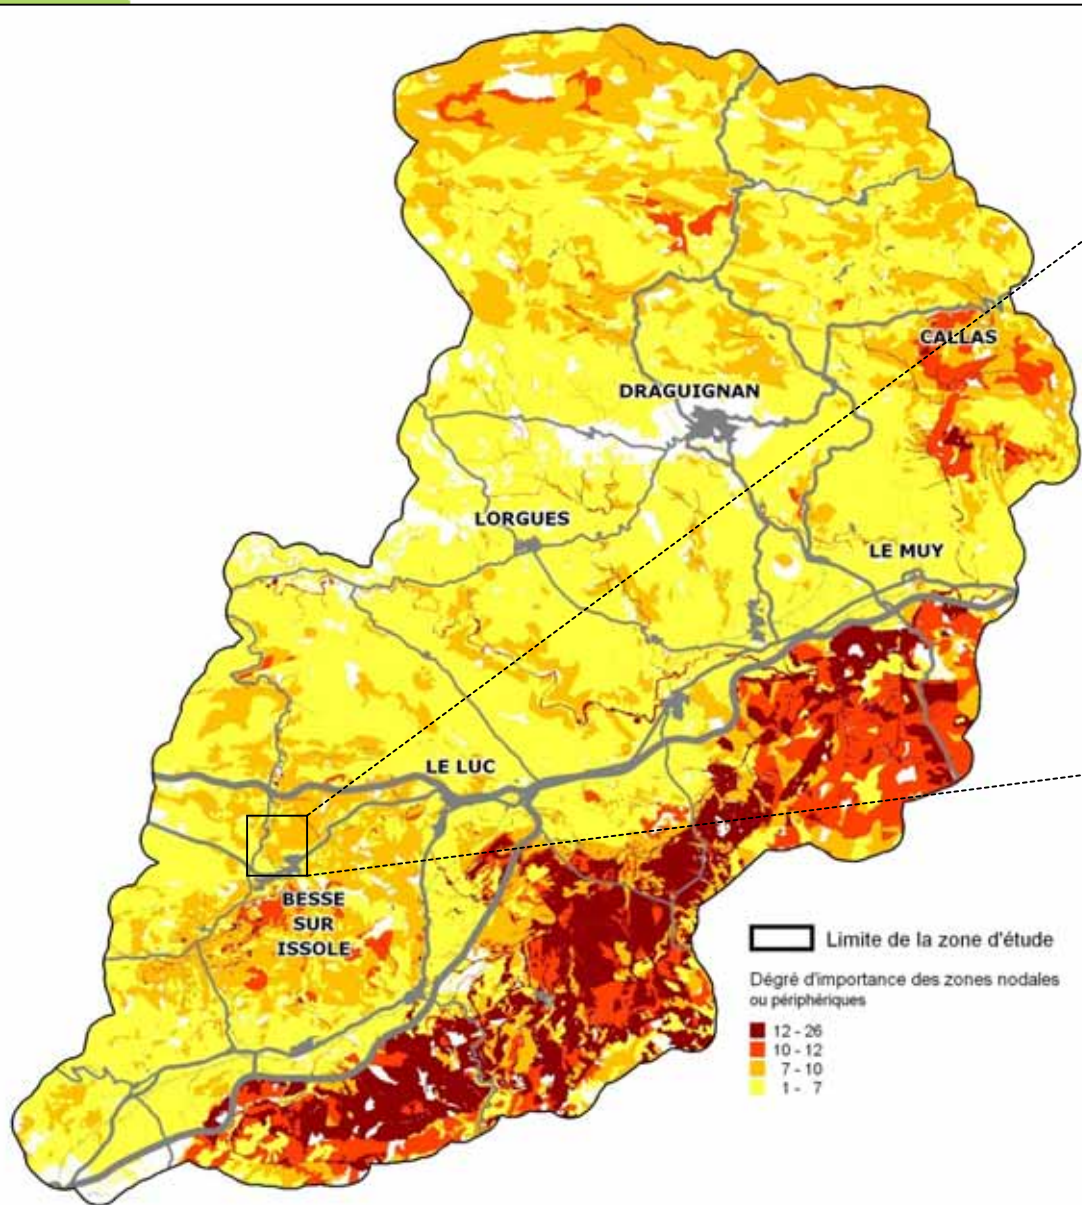 CALLAS
DRAGUIGNAN
LORGUES
LE MUY
LE LUC
BESSE
SUR
ISSOLE
Limite de la zone d'étude
Dégré d'importance des zones nodales
ou périphériques
12 - 26
10 - 12
7 - 10
1 - 7